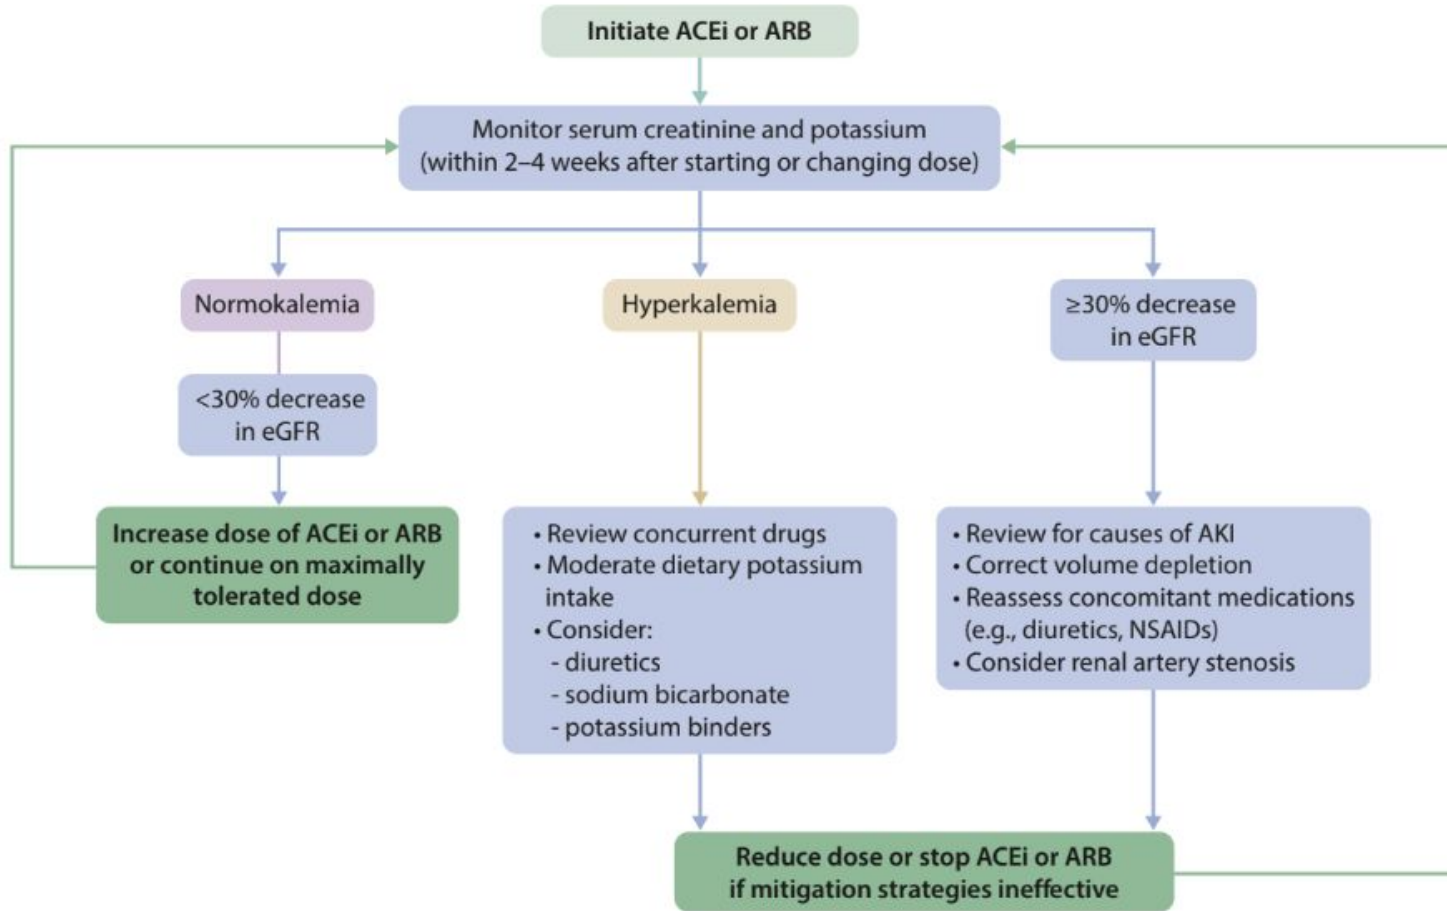 Initiate ACEi or ARB
Monitor serum creatinine and potassium
(within 2–4 weeks after starting or changing dose)
Normokalemia
Hyperkalemia
≥30% decrease
in eGFR
<30% decrease
in eGFR
Increase dose of ACEi or ARB
or continue on maximally
tolerated dose
• Review concurrent drugs
• Moderate dietary potassium
intake
• Consider:
- diuretics
- sodium bicarbonate
- potassium binders
• Review for causes of AKI
• Correct volume depletion
• Reassess concomitant medications
(e.g., diuretics, NSAIDs)
• Consider renal artery stenosis
Reduce dose or stop ACEi or ARB
if mitigation strategies ineffective